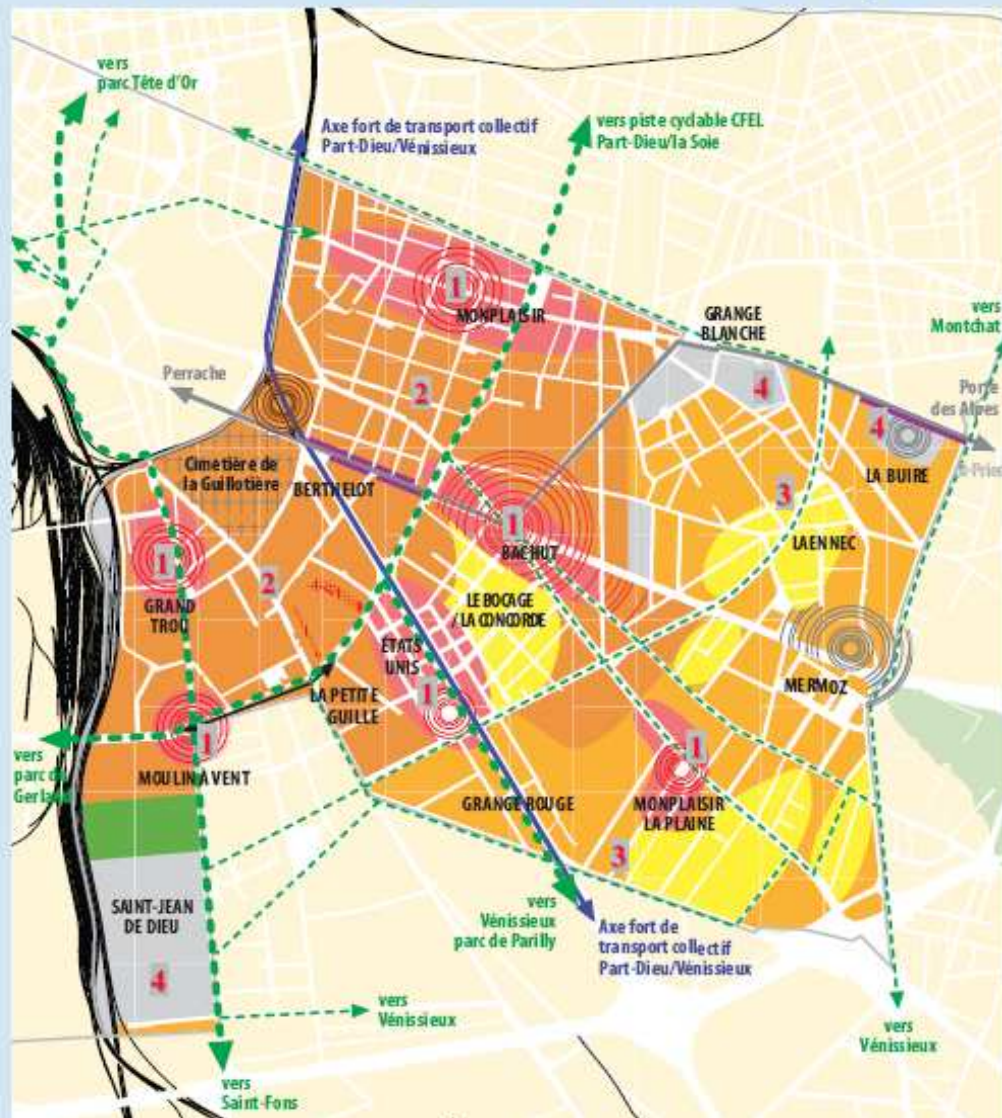 vers
parc Tête d'Or
Axe fort de transport collectif
Part-Dieu/Vénissieux
vers piste cyclable CFEL
Part-Dieu/la Soie
1
MONPLAISIR
GRANGE
BLANCHE
vers
Montchat
Perrache
2
4
Porte
des Alpes
4
LA BUIRE
Cimetière de
la Guillotière
BERTHELOT
3
1
BACHUT
LAENNEC
1
GRAND
TROU
2
LE BOCAGE
/ LA CONCORDE
ETATS
UNIS
1
LA PETITE
GUILLE
MERMOZ
1
MOULIN A VENT
vers
parc de
Gerland
1
GRANGE ROUGE
MONPLAISIR
LA PLAINE
3
SAINT-JEAN
DE DIEU
4
vers
Vénissieux
parc de Parilly
Axe fort de
transport collectif
Part-Dieu/Vénissieux
vers
Vénissieux
vers
Vénissieux
vers
Saint-Fons